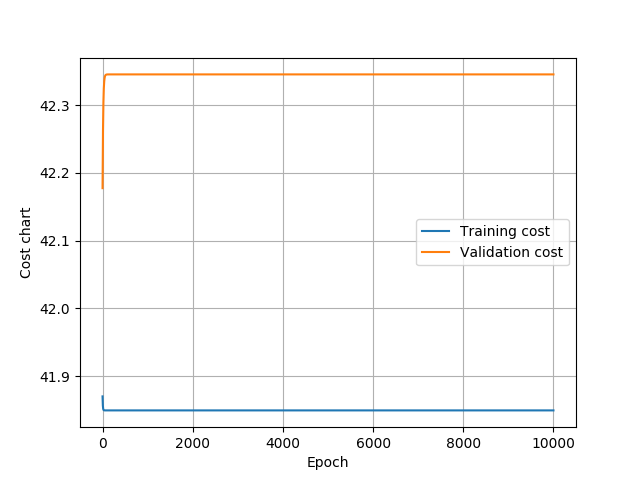 42.3
42.2
42.1
42.0
41.9
Cost chart
Training cost
Validation cost
0 2000 4000 6000 8000 10000
Epoch